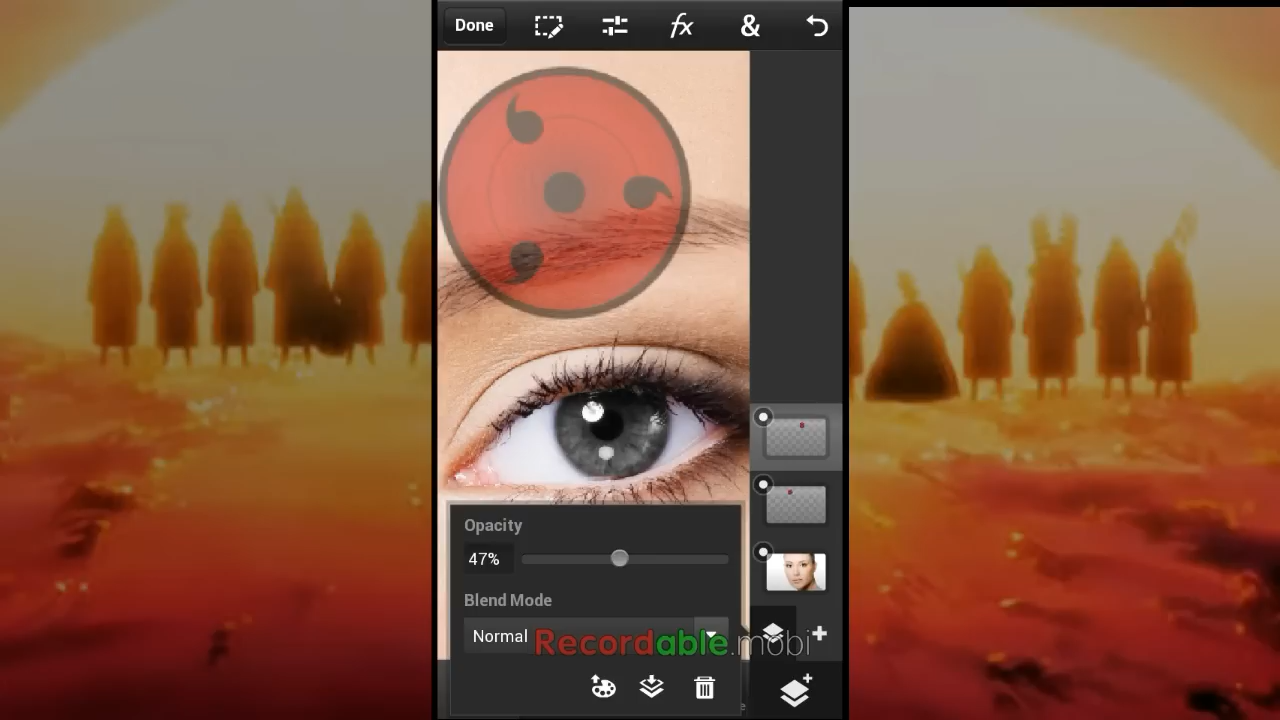 Done
fx
&
Opacity
47%
Blend Mode
Normal
Recordable.mobi